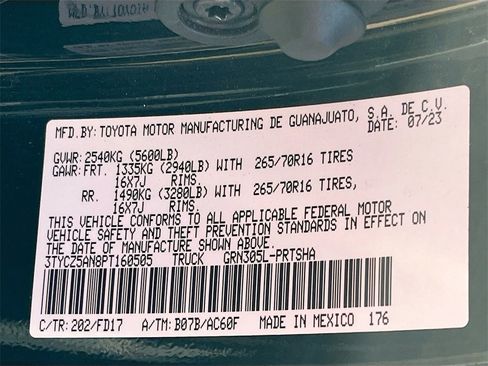 MFD.BY: TOYOTA MOTOR MANUFACTURING DE GUANAJUATO, S.A. DE C.V.
DATE: 07/23
GVWR: 2540KG (5600LB)
GAWR: FRT. 1335KG (2940LB) WITH 265/70R16 TIRES
16X7J RIMS,
RR. 1490KG (3280LB) WITH 265/70R16 TIRES,
16X7J RIMS.
THIS VEHICLE CONFORMS TO ALL APPLICABLE FEDERAL MOTOR
VEHICLE SAFETY AND THEFT PREVENTION STANDARDS IN EFFECT ON
THE DATE OF MANUFACTURE SHOWN ABOVE.
3TYCZ5AN8PT160505 TRUCK GRN305L-PRTSHA
C/TR: 202/FD17 A/TM: B07B/AC60F MADE IN MEXICO 176